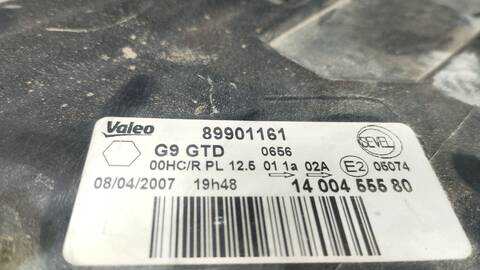 Valeo 89901161 SEVEL
G9 GTD 0656
00HC/R PL 12.5 01 1a 02A E2 05074
08/04/2007 19h48 14 004 555 80